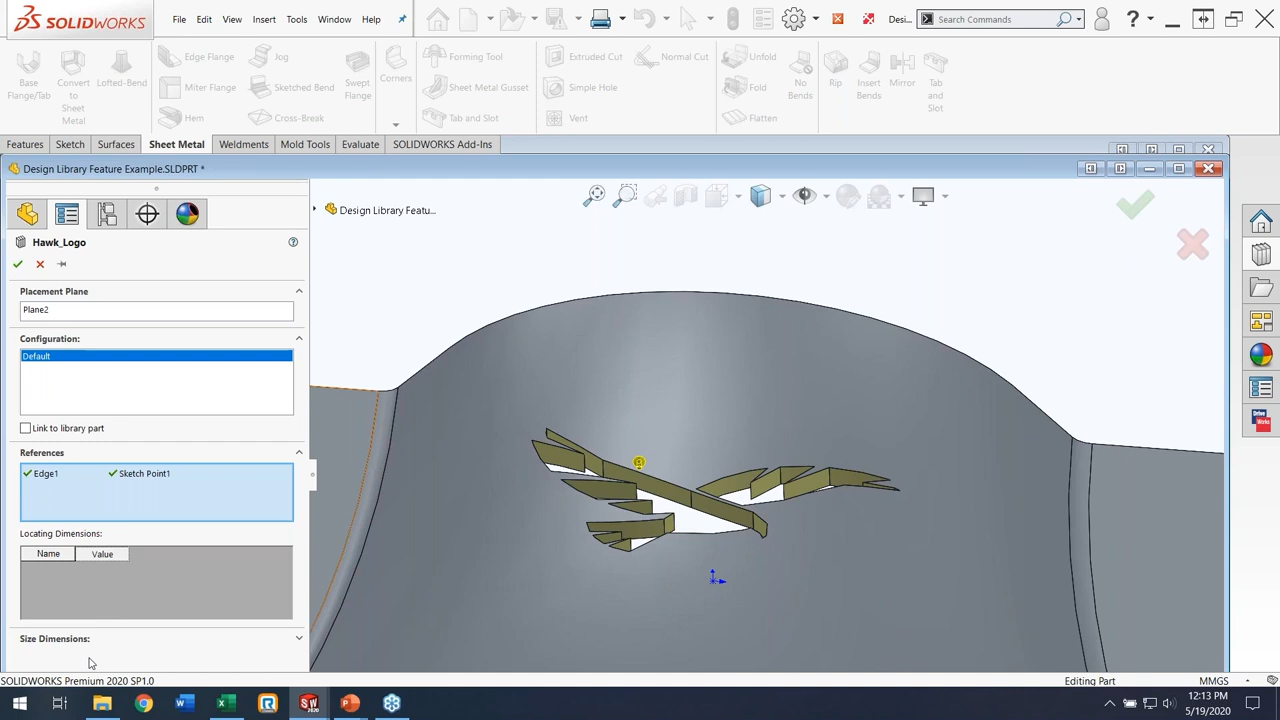 SOLIDWORKS File Edit View Insert Tools Window Help Desi... Search Commands
Base Flange/Tab
Convert to Sheet Metal
Lofted-Bend
Edge Flange
Miter Flange
Hem
Jog
Sketched Bend
Cross-Break
Swept Flange
Corners
Forming Tool
Sheet Metal Gusset
Tab and Slot
Extruded Cut
Simple Hole
Vent
Normal Cut
Unfold
Fold
Flatten
No Bends
Rip
Insert Bends
Mirror
Tab and Slot
Features Sketch Surfaces Sheet Metal Weldments Mold Tools Evaluate SOLIDWORKS Add-Ins
Design Library Feature Example.SLDPRT *
Design Library Featu...
Hawk_Logo
Placement Plane
Plane2
Configuration:
Default
Link to library part
References
Edge1 Sketch Point1
Locating Dimensions:
Name Value
Size Dimensions:
SOLIDWORKS Premium 2020 SP1.0 Editing Part MMGS
12:13 PM
5/19/2020